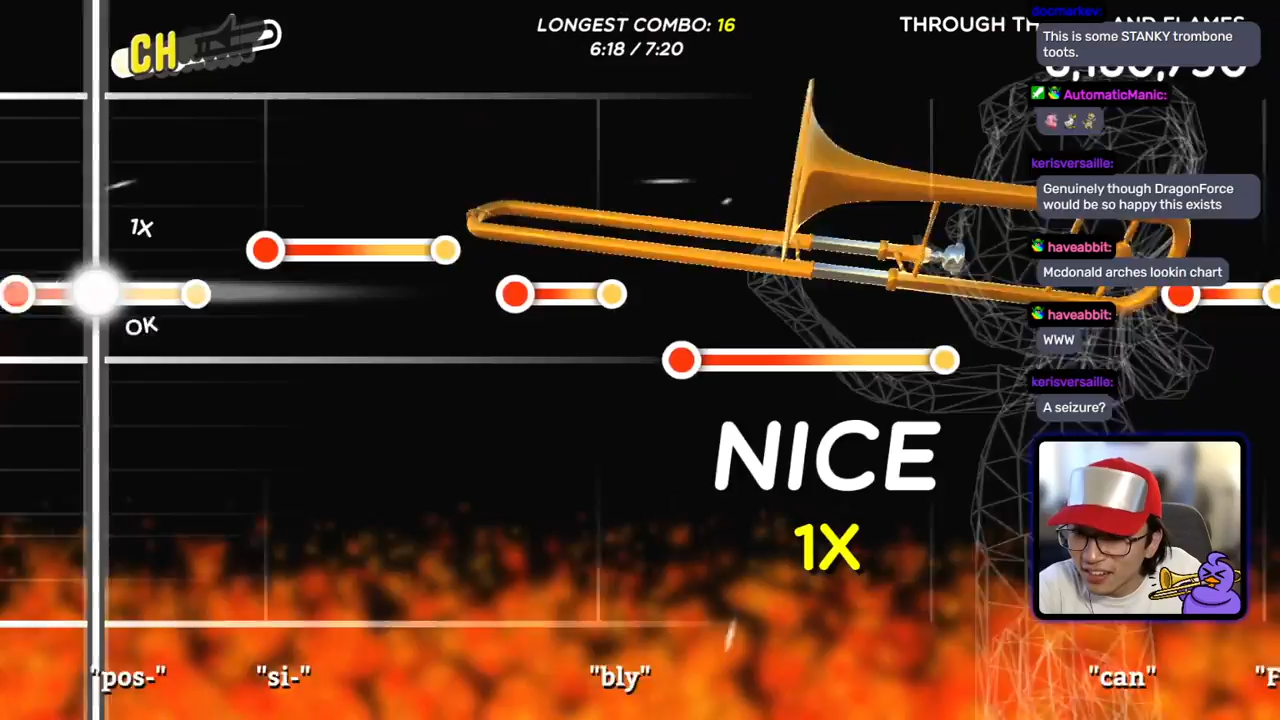 CH
LONGEST COMBO: 16
6:18 / 7:20
THROUGH TH AND FLAMES
docmarkevi
This is some STANKY trombone
toots.
AutomaticManic:
kerisversaille:
Genuinely though DragonForce
would be so happy this exists
haveabbit:
Mcdonald arches lookin chart
haveabbit:
WWW
kerisversaille:
A seizure?
1X
OK
NICE
1X
"pos-" "si-" "bly" "can"